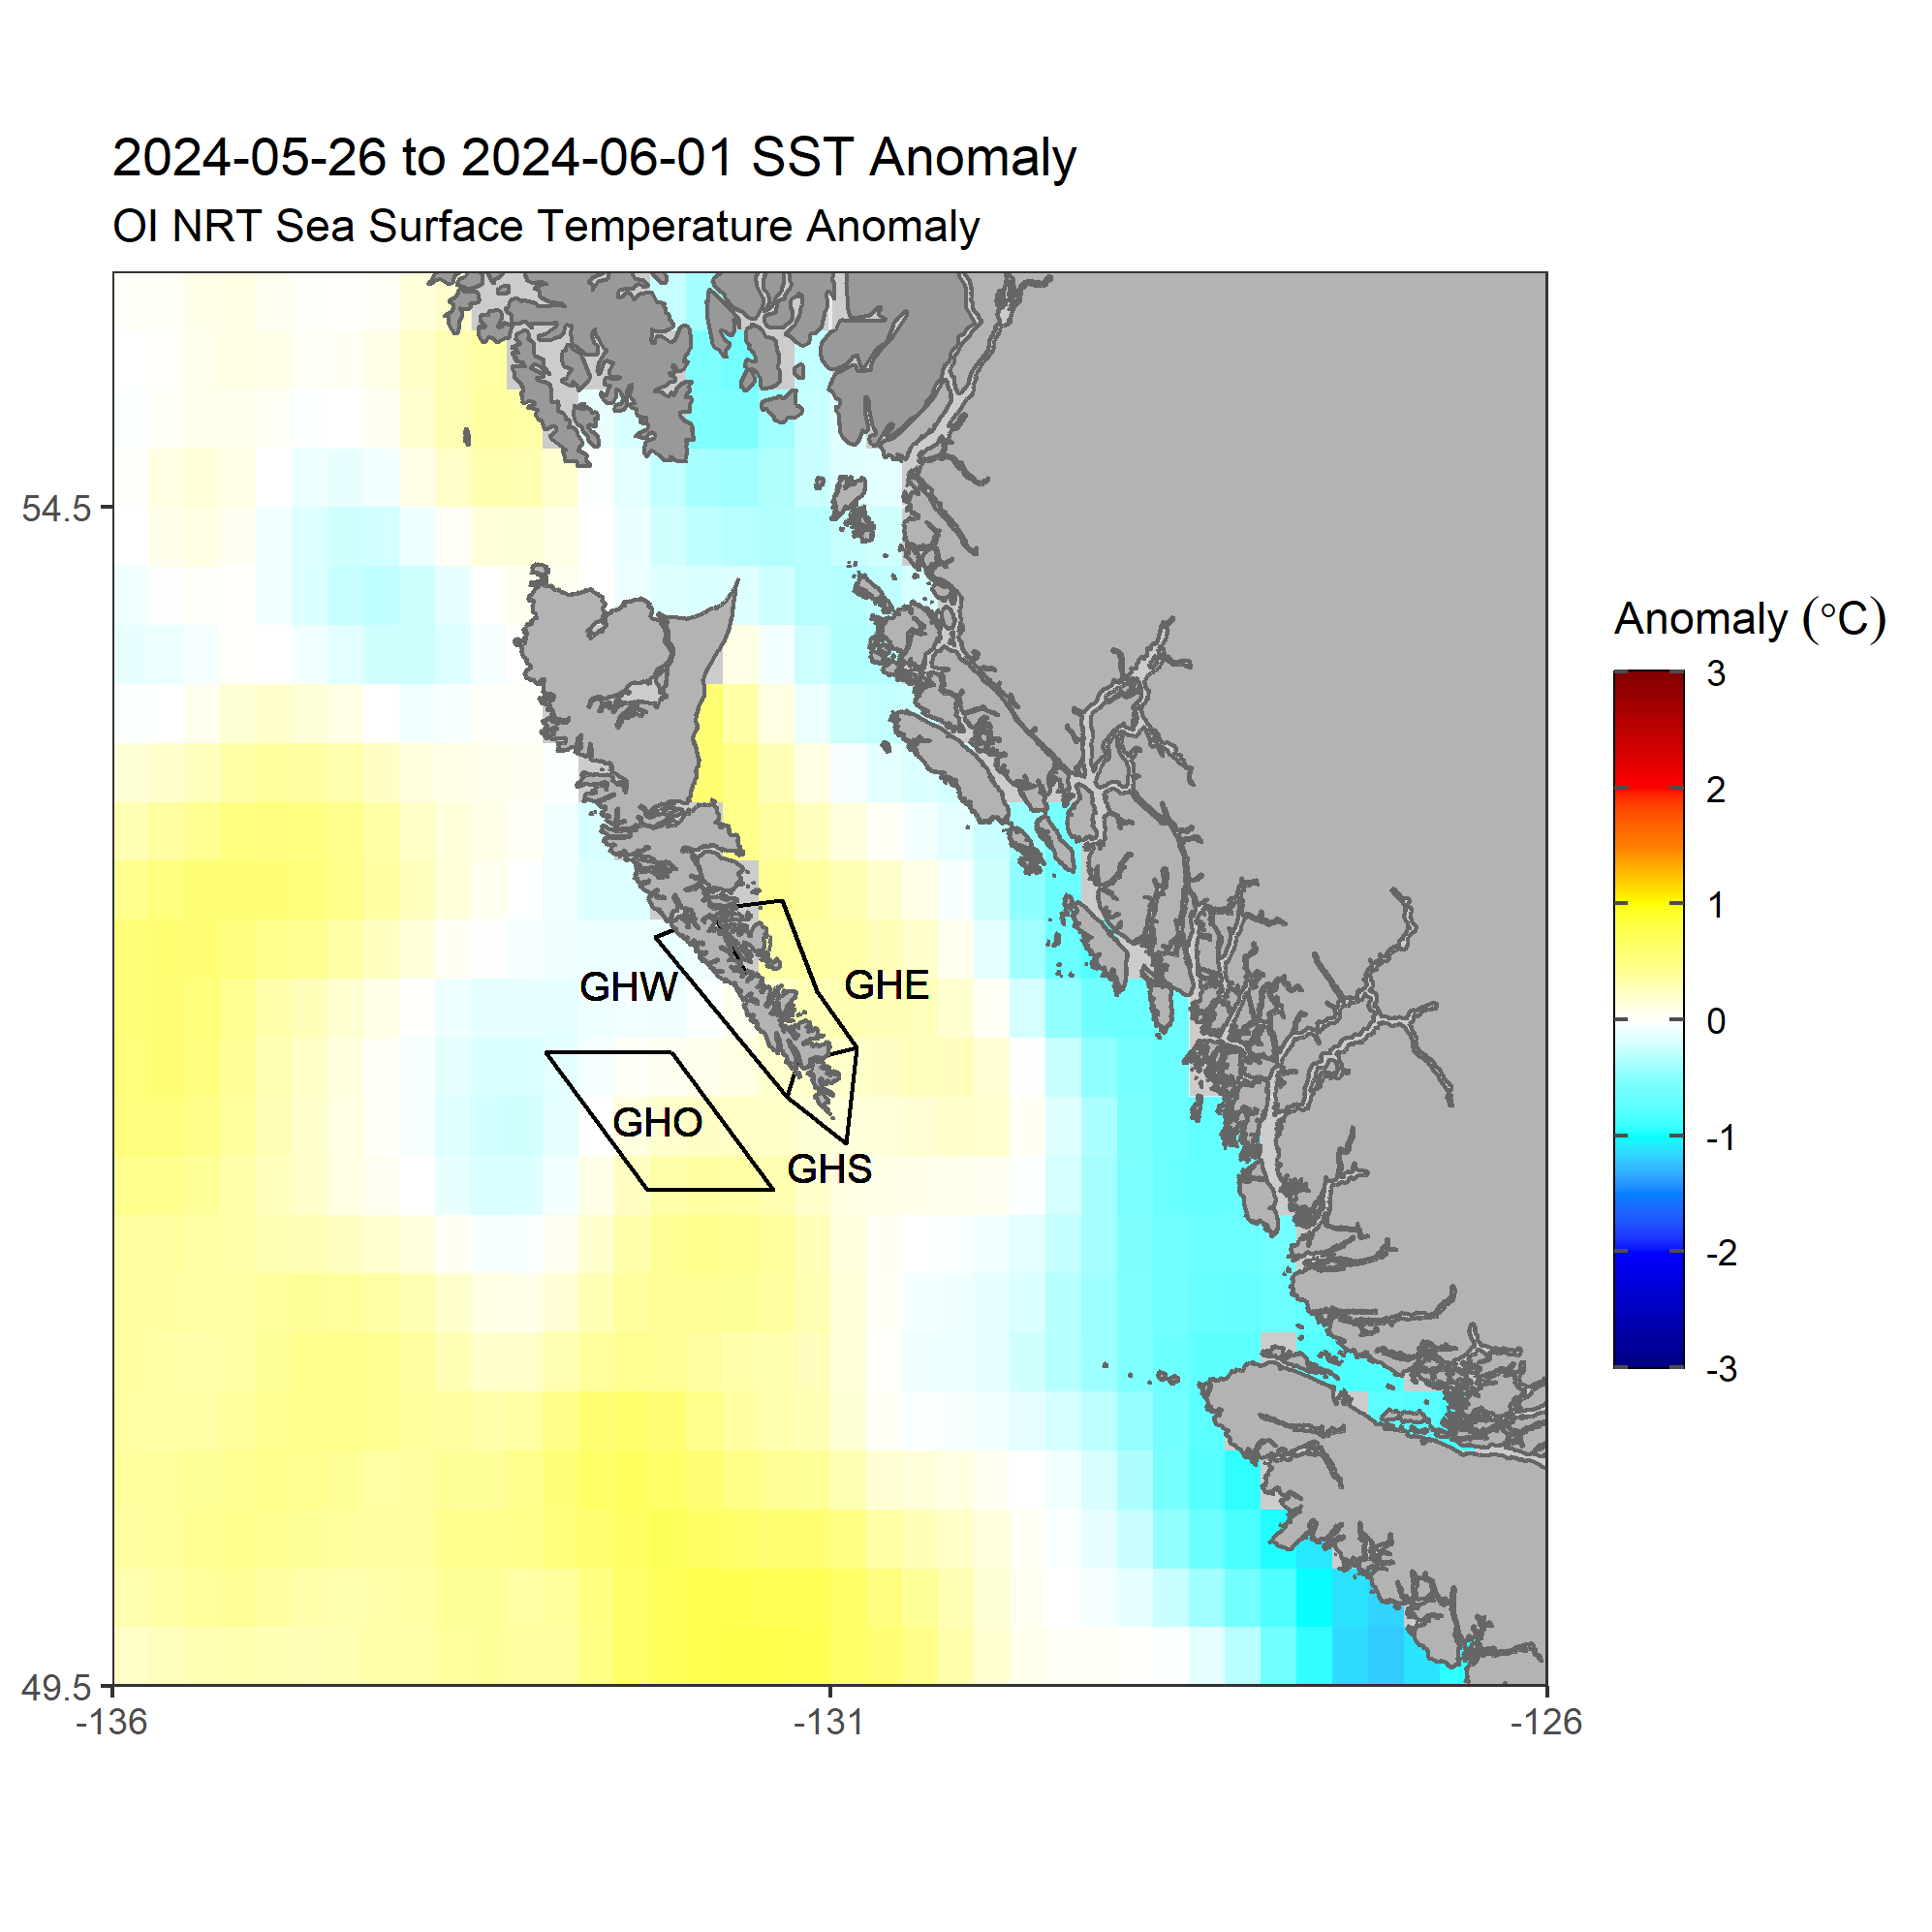 2024-05-26 to 2024-06-01 SST Anomaly
OI NRT Sea Surface Temperature Anomaly
54.5
49.5
-136
-131
-126
GHW
GHE
GHO
GHS
Anomaly (°C)
3
2
1
0
-1
-2
-3